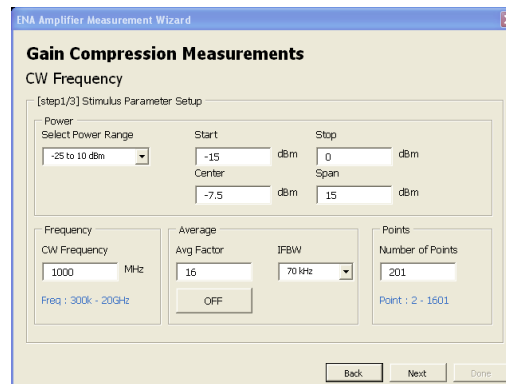 ENA Amplifier Measurement Wizard
Gain Compression Measurements
CW Frequency
[step1/3] Stimulus Parameter Setup
Power
Select Power Range Start Stop
-25 to 10 dBm -15 dBm 0 dBm
Center Span
-7.5 dBm 15 dBm
Frequency Average Points
CW Frequency Avg Factor IFBW Number of Points
1000 MHz 16 70 kHz 201
Freq : 300k - 20GHz OFF Point : 2 - 1601
Back Next Done